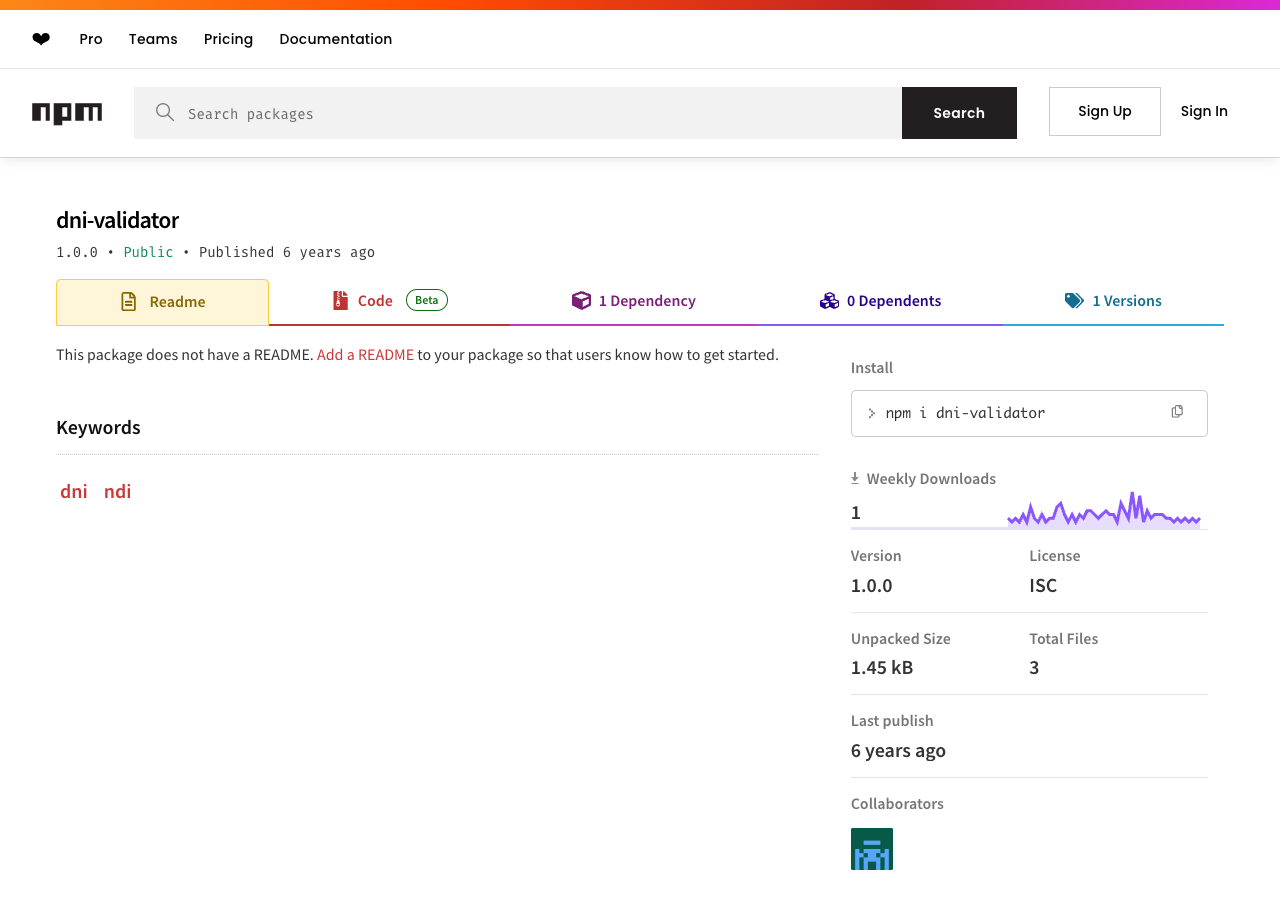 ❤ Pro Teams Pricing Documentation
npm Search packages Search Sign Up Sign In
dni-validator
1.0.0 • Public • Published 6 years ago
Readme Code Beta 1 Dependency 0 Dependents 1 Versions
This package does not have a README. Add a README to your package so that users know how to get started.
Keywords
dni ndi
Install
npm i dni-validator
Weekly Downloads
1
Version License
1.0.0 ISC
Unpacked Size Total Files
1.45 kB 3
Last publish
6 years ago
Collaborators